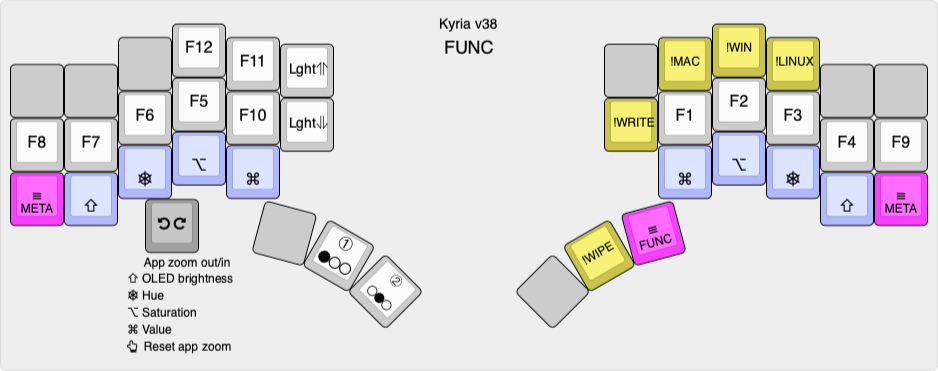 Kyria v38
FUNC
F12
F11
Lght⇑
F6
F5
F10
Lght⇓
F8
F7
❄
⌥
⌘
≡
META
⇧
!MAC
!WIN
!LINUX
!WRITE
F1
F2
F3
F4
F9
⌘
⌥
❄
⇧
≡
META
①
②
!WIPE
≡
FUNC
App zoom out/in
⇧ OLED brightness
❄ Hue
⌥ Saturation
⌘ Value
Reset app zoom